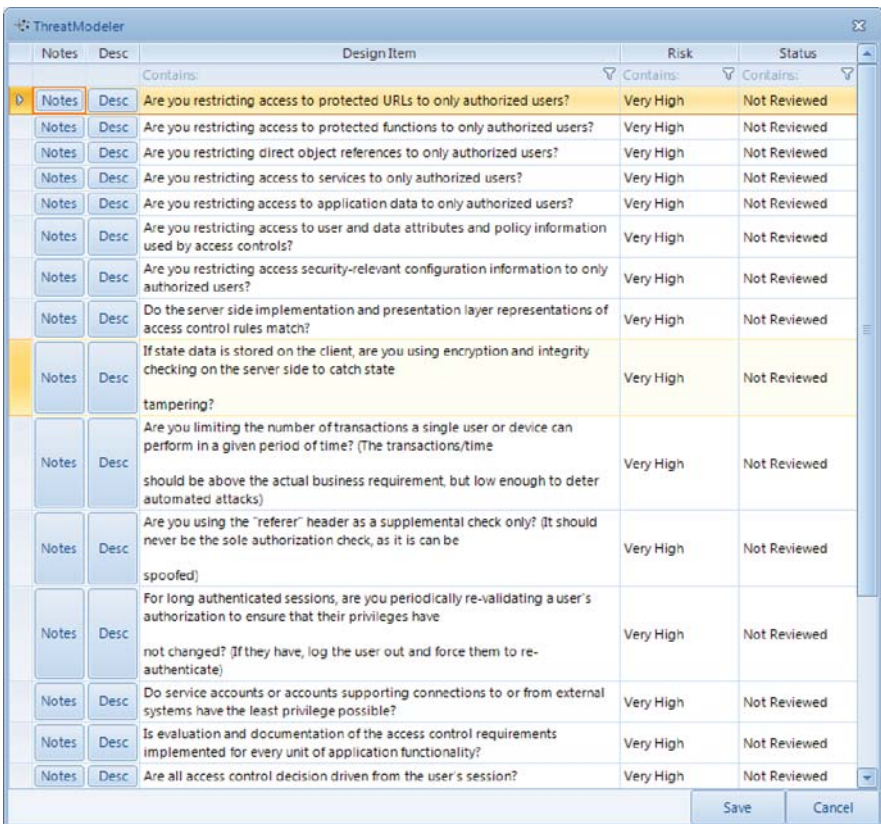 ThreatModeler
Notes Desc Design Item Risk Status
Contains: Contains: Contains:
Notes Desc Are you restricting access to protected URLs to only authorized users? Very High Not Reviewed
Notes Desc Are you restricting access to protected functions to only authorized users? Very High Not Reviewed
Notes Desc Are you restricting direct object references to only authorized users? Very High Not Reviewed
Notes Desc Are you restricting access to services to only authorized users? Very High Not Reviewed
Notes Desc Are you restricting access to application data to only authorized users? Very High Not Reviewed
Notes Desc Are you restricting access to user and data attributes and policy information
used by access controls? Very High Not Reviewed
Notes Desc Are you restricting access security-relevant configuration information to only
authorized users? Very High Not Reviewed
Notes Desc Do the server side implementation and presentation layer representations of
access control rules match? Very High Not Reviewed
If state data is stored on the client, are you using encryption and integrity
checking on the server side to catch state
Notes Desc Very High Not Reviewed
tampering?
Are you limiting the number of transactions a single user or device can
perform in a given period of time? (The transactions/time
Notes Desc Very High Not Reviewed
should be above the actual business requirement, but low enough to deter
automated attacks)
Are you using the "referer" header as a supplemental check only? (It should
never be the sole authorization check, as it is can be
Notes Desc Very High Not Reviewed
spoofed)
For long authenticated sessions, are you periodically re-validating a user's
authorization to ensure that their privileges have
Notes Desc Very High Not Reviewed
not changed? (If they have, log the user out and force them to re-
authenticate)
Notes Desc Do service accounts or accounts supporting connections to or from external
systems have the least privilege possible? Very High Not Reviewed
Notes Desc Is evaluation and documentation of the access control requirements
implemented for every unit of application functionality? Very High Not Reviewed
Notes Desc Are all access control decision driven from the user's session? Very High Not Reviewed
Save Cancel